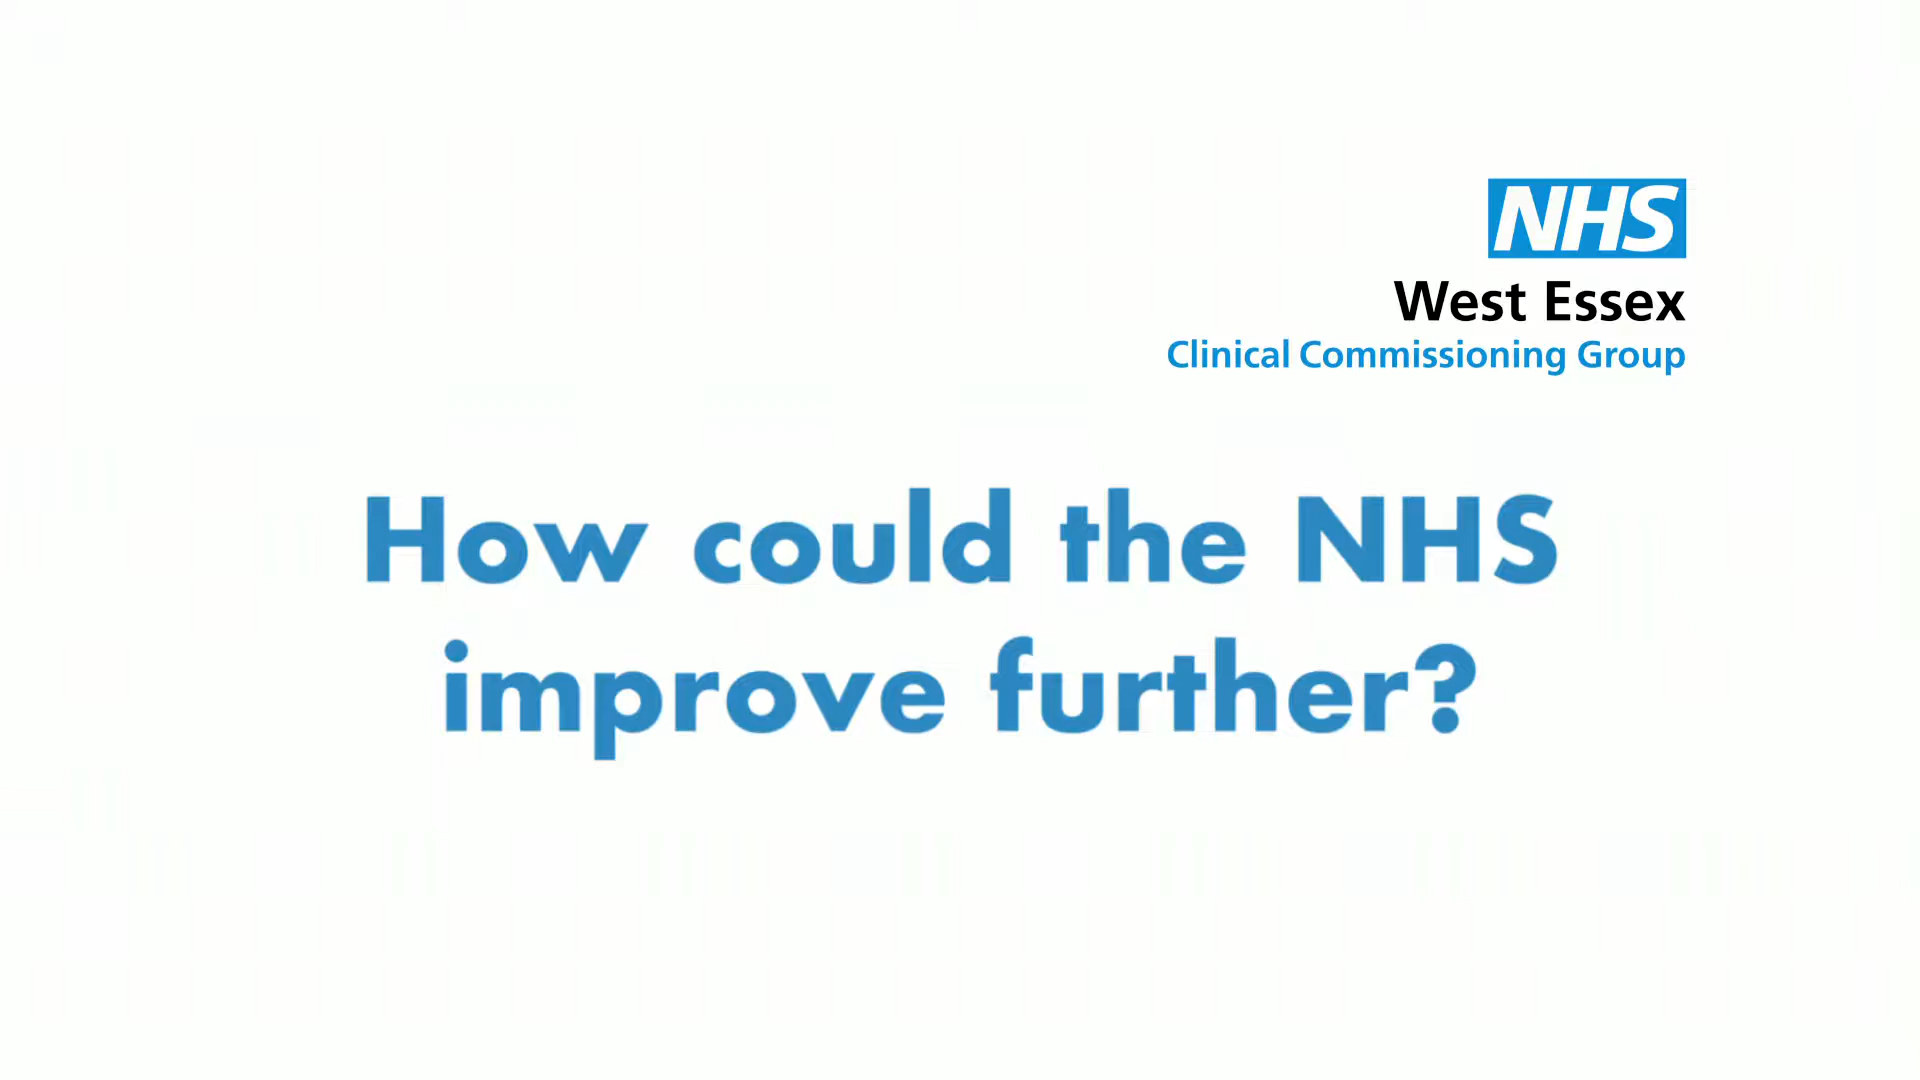 NHS
West Essex
Clinical Commissioning Group
How could the NHS
improve further?